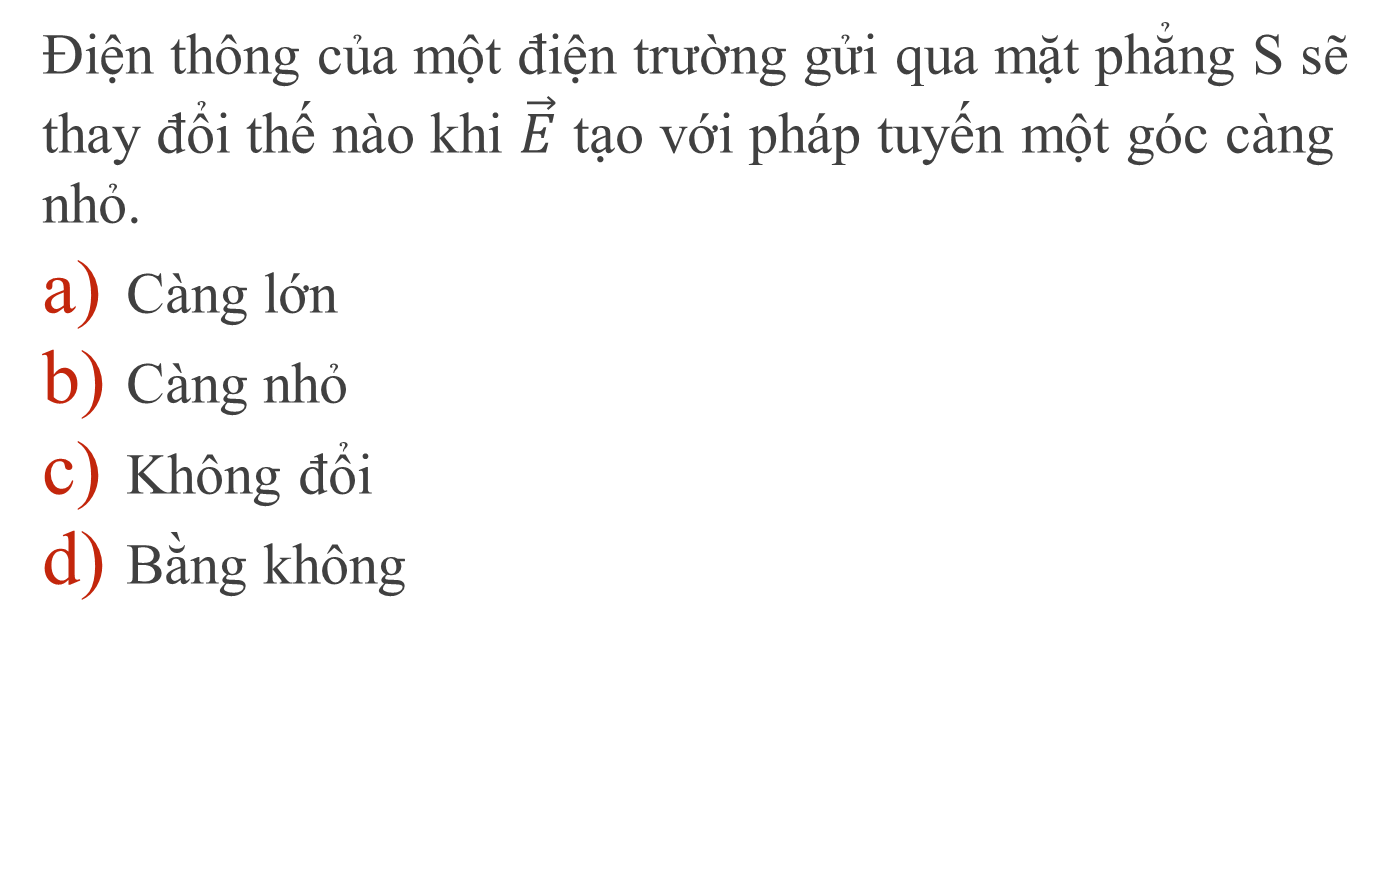 Điện thông của một điện trường gửi qua mặt phẳng S sẽ
thay đổi thế nào khi $\vec{E}$ tạo với pháp tuyến một góc càng
nhỏ.
a) Càng lớn
b) Càng nhỏ
c) Không đổi
d) Bằng không